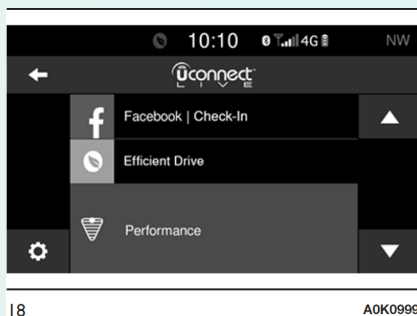 10:10 4G NW
uconnect
LIVE
Facebook | Check-In
Efficient Drive
Performance
18 A0K0999